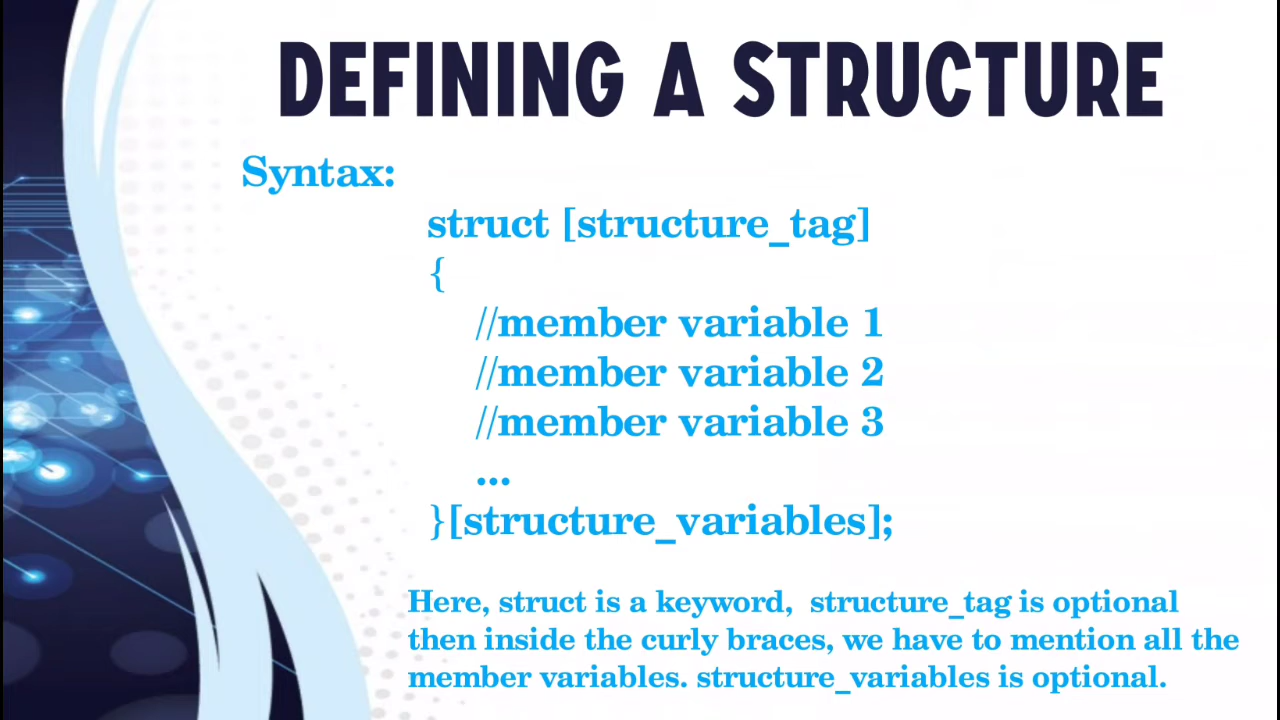 DEFINING A STRUCTURE
Syntax:
struct [structure_tag]
{
//member variable 1
//member variable 2
//member variable 3
...
}[structure_variables];
Here, struct is a keyword,  structure_tag is optional
then inside the curly braces, we have to mention all the
member variables. structure_variables is optional.